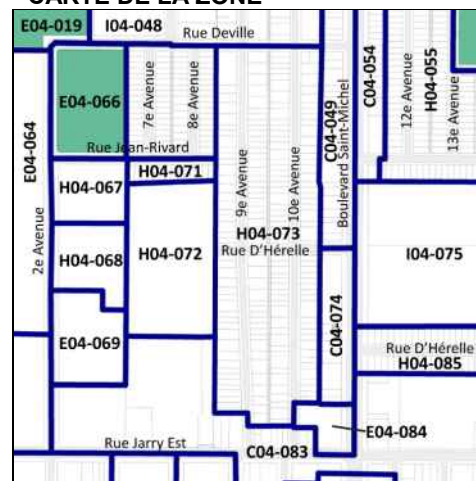 CARTE DE LA ZONE
E04-019
I04-048
Rue Deville
E04-066
7e Avenue
8e Avenue
C04-049
Boulevard Saint-Michel
C04-054
12e Avenue
H04-055
13e Avenue
E04-064
Rue Jean-Rivard
H04-071
H04-067
2e Avenue
9e Avenue
10e Avenue
H04-073
Rue D'Hérelle
H04-072
H04-068
I04-075
C04-074
E04-069
Rue D'Hérelle
H04-085
E04-084
Rue Jarry Est
C04-083